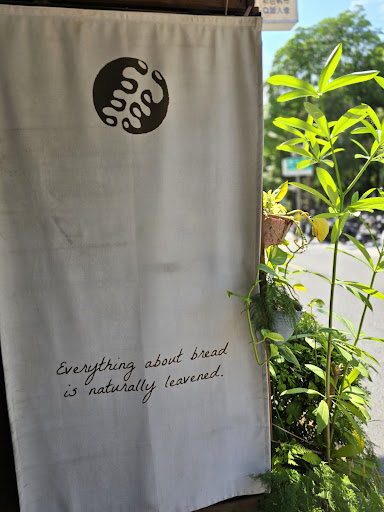 Everything about bread
is naturally leavened.